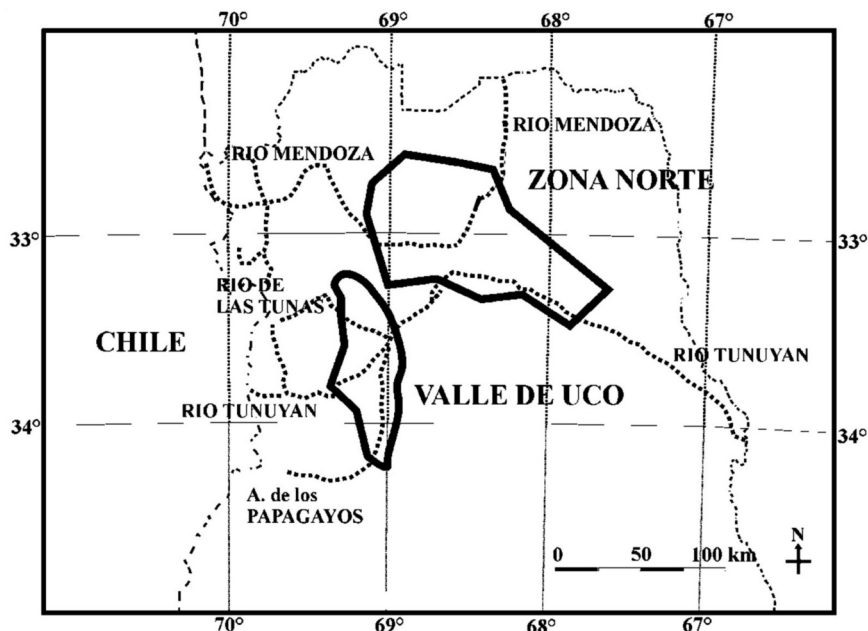 70° 69° 68° 67°
RIO MENDOZA
RIO MENDOZA
ZONA NORTE
33° 33°
RIO DE
LAS TUNAS
CHILE
RIO TUNUYAN
VALLE DE UCO
RIO TUNUYAN
34° 34°
A. de los
PAPAGAYOS
N
0 50 100 km
70° 69° 68° 67°